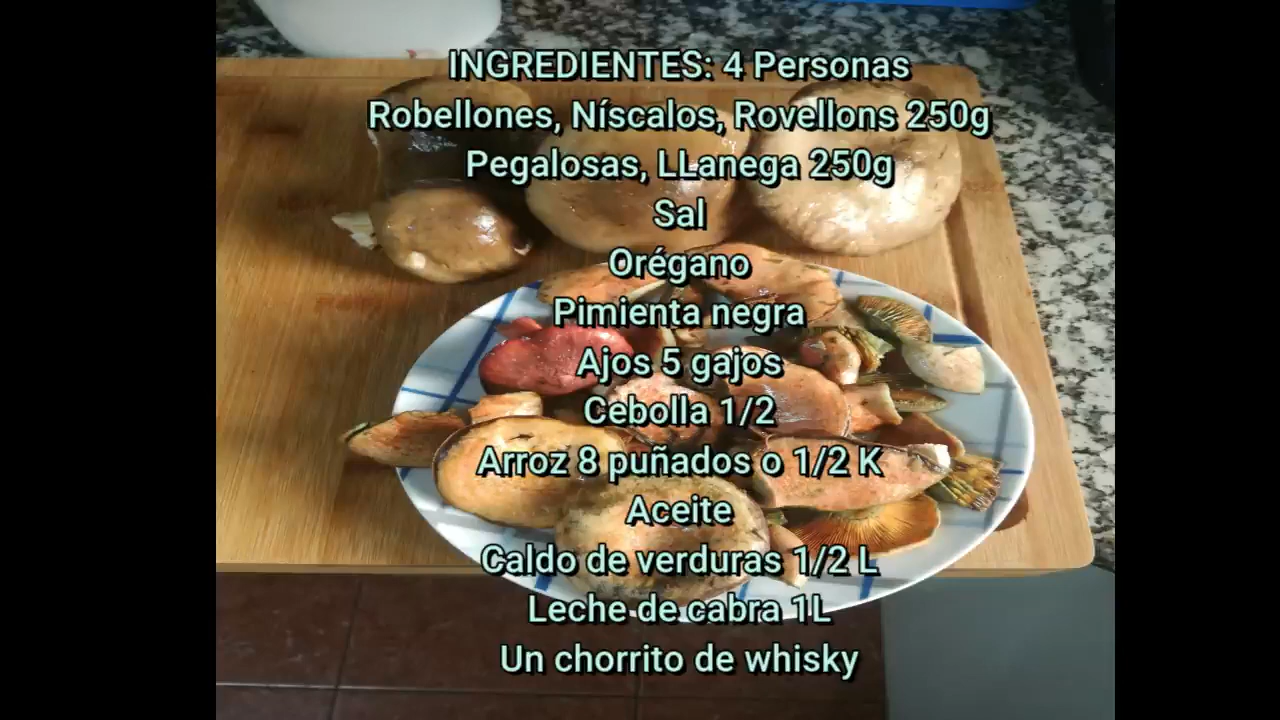 INGREDIENTES: 4 Personas
Robellones, Níscalos, Rovellons 250g
Pegalosas, LLanega 250g
Sal
Orégano
Pimienta negra
Ajos 5 gajos
Cebolla 1/2
Arroz 8 puñados o 1/2 K
Aceite
Caldo de verduras 1/2 L
Leche de cabra 1L
Un chorrito de whisky